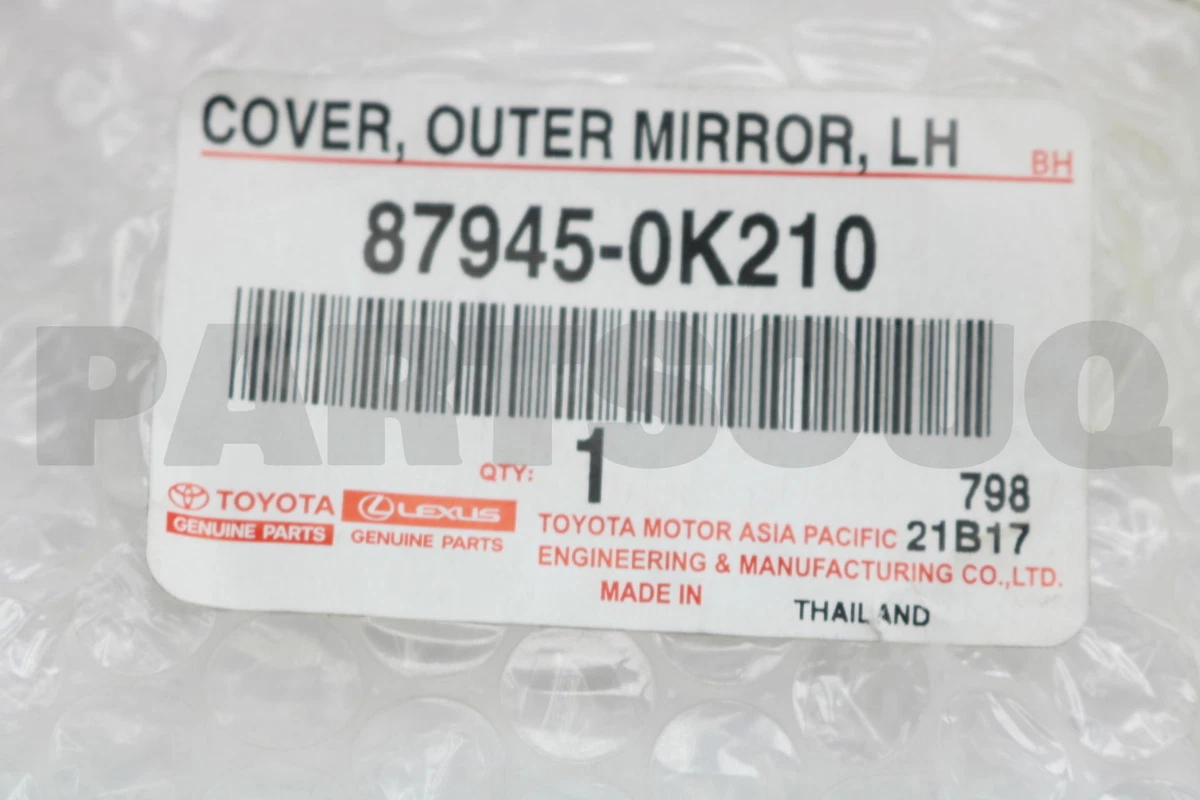 COVER, OUTER MIRROR, LH BH
87945-0K210
PARTSOUQ
QTY: 1
798
TOYOTA LEXUS
GENUINE PARTS GENUINE PARTS
TOYOTA MOTOR ASIA PACIFIC 21B17
ENGINEERING & MANUFACTURING CO.,LTD.
MADE IN THAILAND